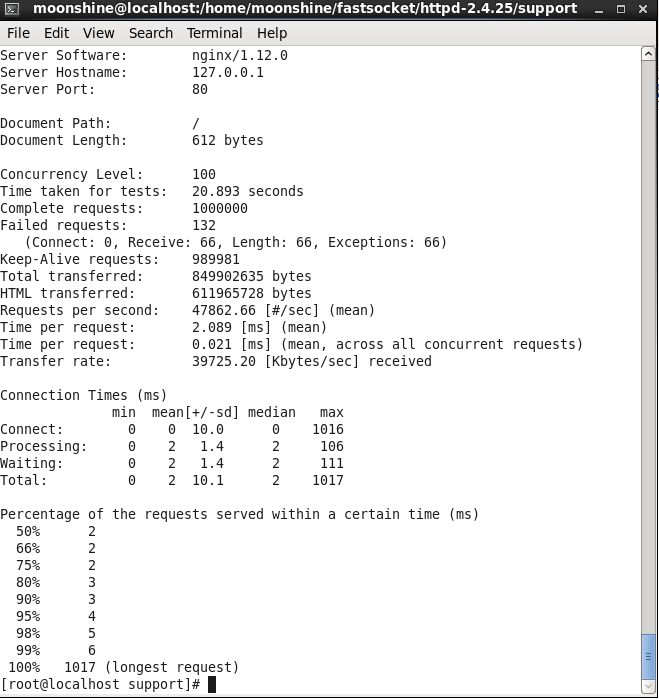 moonshine@localhost:/home/moonshine/fastsocket/httpd-2.4.25/support
File Edit View Search Terminal Help
Server Software:        nginx/1.12.0
Server Hostname:        127.0.0.1
Server Port:            80

Document Path:          /
Document Length:        612 bytes

Concurrency Level:      100
Time taken for tests:   20.893 seconds
Complete requests:      1000000
Failed requests:        132
   (Connect: 0, Receive: 66, Length: 66, Exceptions: 66)
Keep-Alive requests:    989981
Total transferred:      849902635 bytes
HTML transferred:       611965728 bytes
Requests per second:    47862.66 [#/sec] (mean)
Time per request:       2.089 [ms] (mean)
Time per request:       0.021 [ms] (mean, across all concurrent requests)
Transfer rate:          39725.20 [Kbytes/sec] received

Connection Times (ms)
              min  mean[+/-sd] median   max
Connect:        0    0  10.0      0    1016
Processing:     0    2   1.4      2     106
Waiting:        0    2   1.4      2     111
Total:          0    2  10.1      2    1017

Percentage of the requests served within a certain time (ms)
  50%      2
  66%      2
  75%      2
  80%      3
  90%      3
  95%      4
  98%      5
  99%      6
 100%   1017 (longest request)
[root@localhost support]#